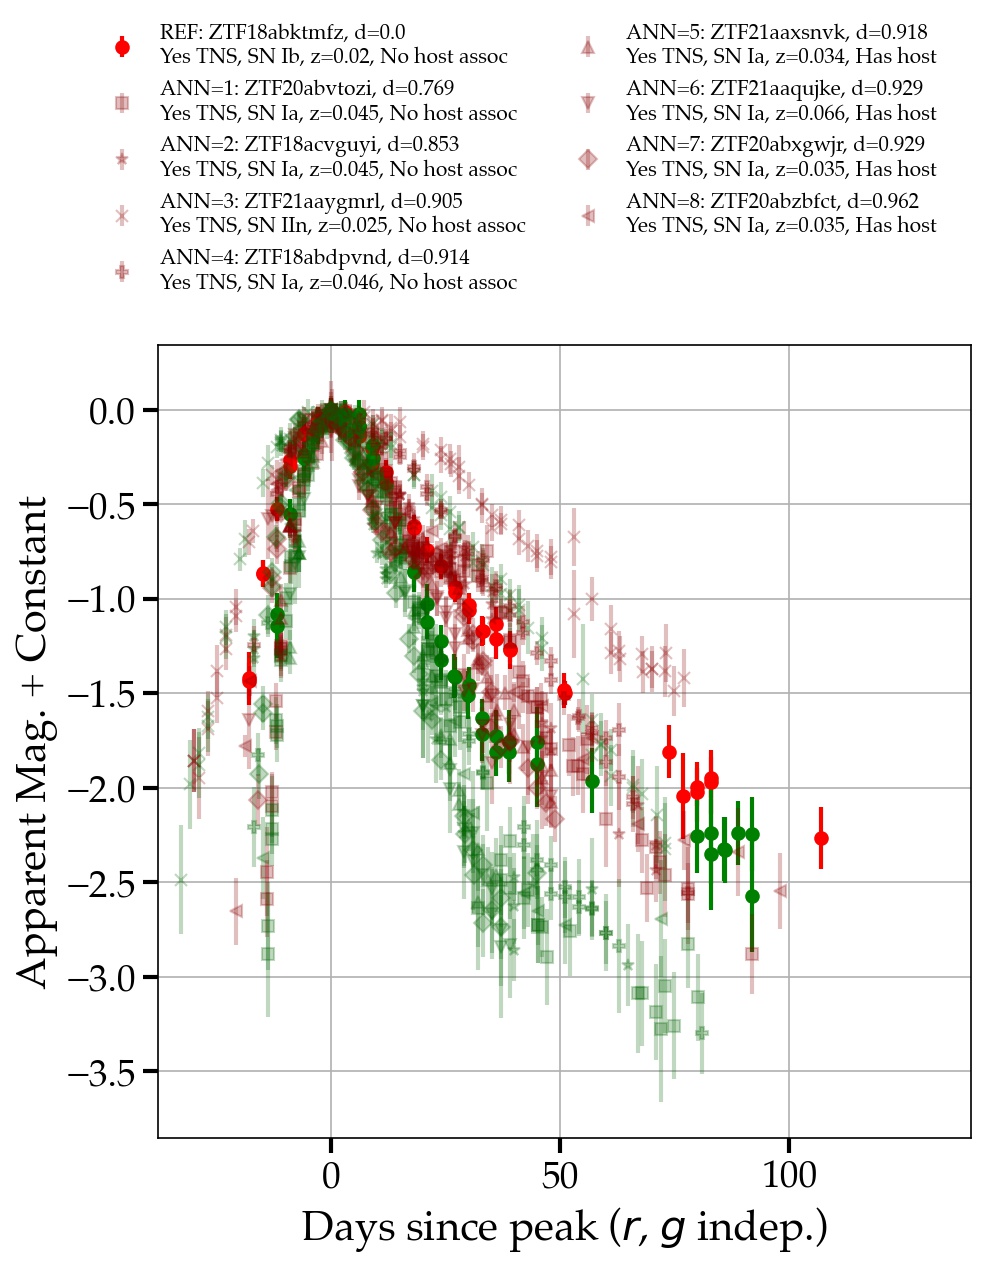 REF: ZTF18abktmfz, d=0.0
Yes TNS, SN Ib, z=0.02, No host assoc
ANN=1: ZTF20abvtozi, d=0.769
Yes TNS, SN Ia, z=0.045, No host assoc
ANN=2: ZTF18acvguyi, d=0.853
Yes TNS, SN Ia, z=0.045, No host assoc
ANN=3: ZTF21aaygmrl, d=0.905
Yes TNS, SN IIn, z=0.025, No host assoc
ANN=4: ZTF18abdpvnd, d=0.914
Yes TNS, SN Ia, z=0.046, No host assoc
ANN=5: ZTF21aaxsnvk, d=0.918
Yes TNS, SN Ia, z=0.034, Has host
ANN=6: ZTF21aaqujke, d=0.929
Yes TNS, SN Ia, z=0.066, Has host
ANN=7: ZTF20abxgwjr, d=0.929
Yes TNS, SN Ia, z=0.035, Has host
ANN=8: ZTF20abzbfct, d=0.962
Yes TNS, SN Ia, z=0.035, Has host
Apparent Mag. + Constant
0.0
−0.5
−1.0
−1.5
−2.0
−2.5
−3.0
−3.5
0 50 100
Days since peak (r, g indep.)